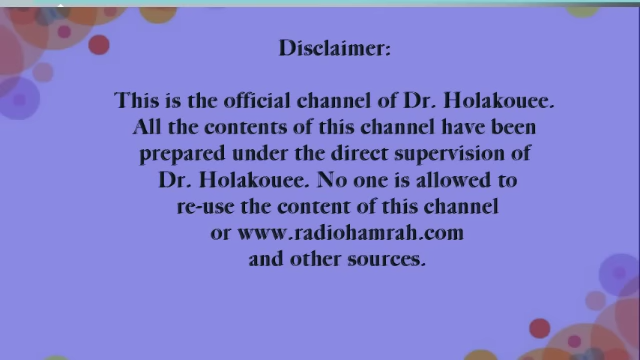 Disclaimer:
This is the official channel of Dr. Holakouee.
All the contents of this channel have been
prepared under the direct supervision of
Dr. Holakouee. No one is allowed to
re-use the content of this channel
or www.radiohamrah.com
and other sources.